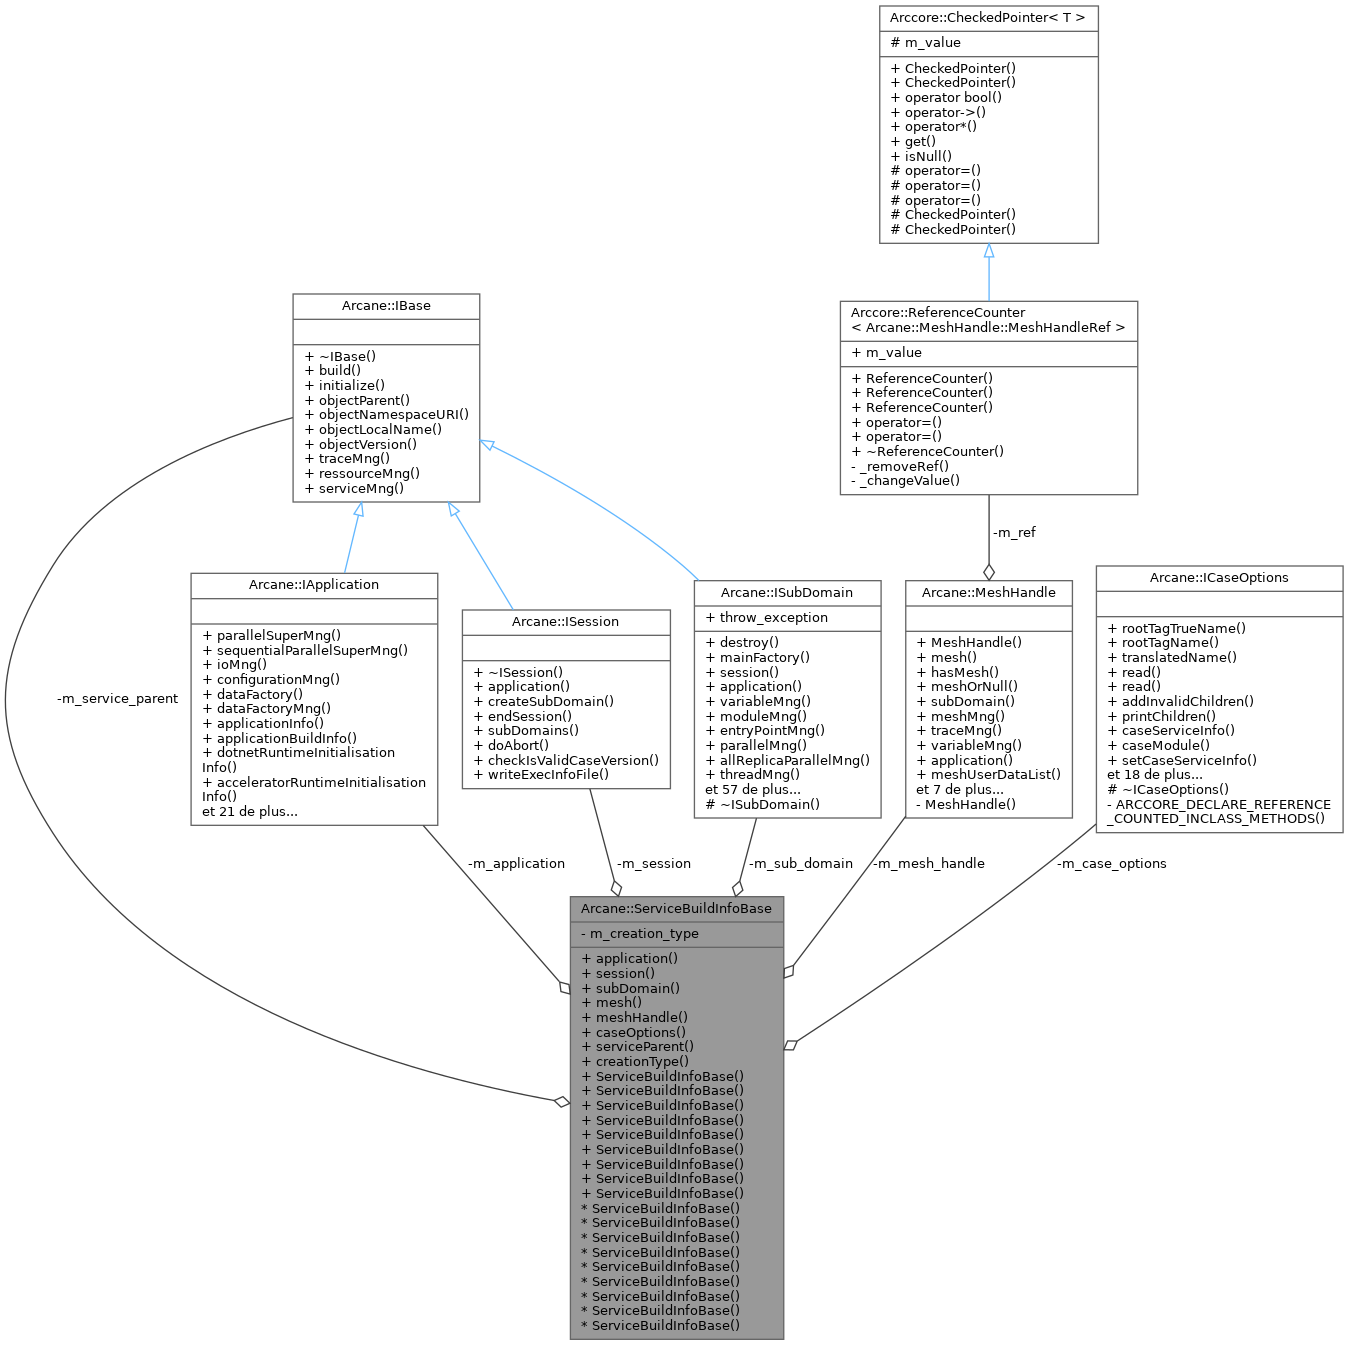 Arccore::CheckedPointer< T >
# m_value
+ CheckedPointer()
+ CheckedPointer()
+ operator bool()
+ operator->()
+ operator*()
+ get()
+ isNull()
# operator=()
# operator=()
# operator=()
# CheckedPointer()
# CheckedPointer()
Arccore::ReferenceCounter
< Arcane::MeshHandle::MeshHandleRef >
+ m_value
+ ReferenceCounter()
+ ReferenceCounter()
+ ReferenceCounter()
+ operator=()
+ operator=()
+ ~ReferenceCounter()
- _removeRef()
- _changeValue()
Arcane::IBase
+ ~IBase()
+ build()
+ initialize()
+ objectParent()
+ objectNamespaceURI()
+ objectLocalName()
+ objectVersion()
+ traceMng()
+ ressourceMng()
+ serviceMng()
-m_ref
-m_service_parent
Arcane::IApplication
+ parallelSuperMng()
+ sequentialParallelSuperMng()
+ ioMng()
+ configurationMng()
+ dataFactory()
+ dataFactoryMng()
+ applicationInfo()
+ applicationBuildInfo()
+ dotnetRuntimeInitialisation
Info()
+ acceleratorRuntimeInitialisation
Info()
et 21 de plus...
Arcane::ISession
+ ~ISession()
+ application()
+ createSubDomain()
+ endSession()
+ subDomains()
+ doAbort()
+ checkIsValidCaseVersion()
+ writeExecInfoFile()
Arcane::ISubDomain
+ throw_exception
+ destroy()
+ mainFactory()
+ session()
+ application()
+ variableMng()
+ moduleMng()
+ entryPointMng()
+ parallelMng()
+ allReplicaParallelMng()
+ threadMng()
et 57 de plus...
# ~ISubDomain()
Arcane::MeshHandle
+ MeshHandle()
+ mesh()
+ hasMesh()
+ meshOrNull()
+ subDomain()
+ meshMng()
+ traceMng()
+ variableMng()
+ application()
+ meshUserDataList()
et 7 de plus...
- MeshHandle()
Arcane::ICaseOptions
+ rootTagTrueName()
+ rootTagName()
+ translatedName()
+ read()
+ read()
+ addInvalidChildren()
+ printChildren()
+ caseServiceInfo()
+ caseModule()
+ setCaseServiceInfo()
et 18 de plus...
# ~ICaseOptions()
- ARCCORE_DECLARE_REFERENCE
_COUNTED_INCLASS_METHODS()
-m_application
-m_session
-m_sub_domain
-m_mesh_handle
-m_case_options
Arcane::ServiceBuildInfoBase
- m_creation_type
+ application()
+ session()
+ subDomain()
+ mesh()
+ meshHandle()
+ caseOptions()
+ serviceParent()
+ creationType()
+ ServiceBuildInfoBase()
+ ServiceBuildInfoBase()
+ ServiceBuildInfoBase()
+ ServiceBuildInfoBase()
+ ServiceBuildInfoBase()
+ ServiceBuildInfoBase()
+ ServiceBuildInfoBase()
+ ServiceBuildInfoBase()
+ ServiceBuildInfoBase()
* ServiceBuildInfoBase()
* ServiceBuildInfoBase()
* ServiceBuildInfoBase()
* ServiceBuildInfoBase()
* ServiceBuildInfoBase()
* ServiceBuildInfoBase()
* ServiceBuildInfoBase()
* ServiceBuildInfoBase()
* ServiceBuildInfoBase()